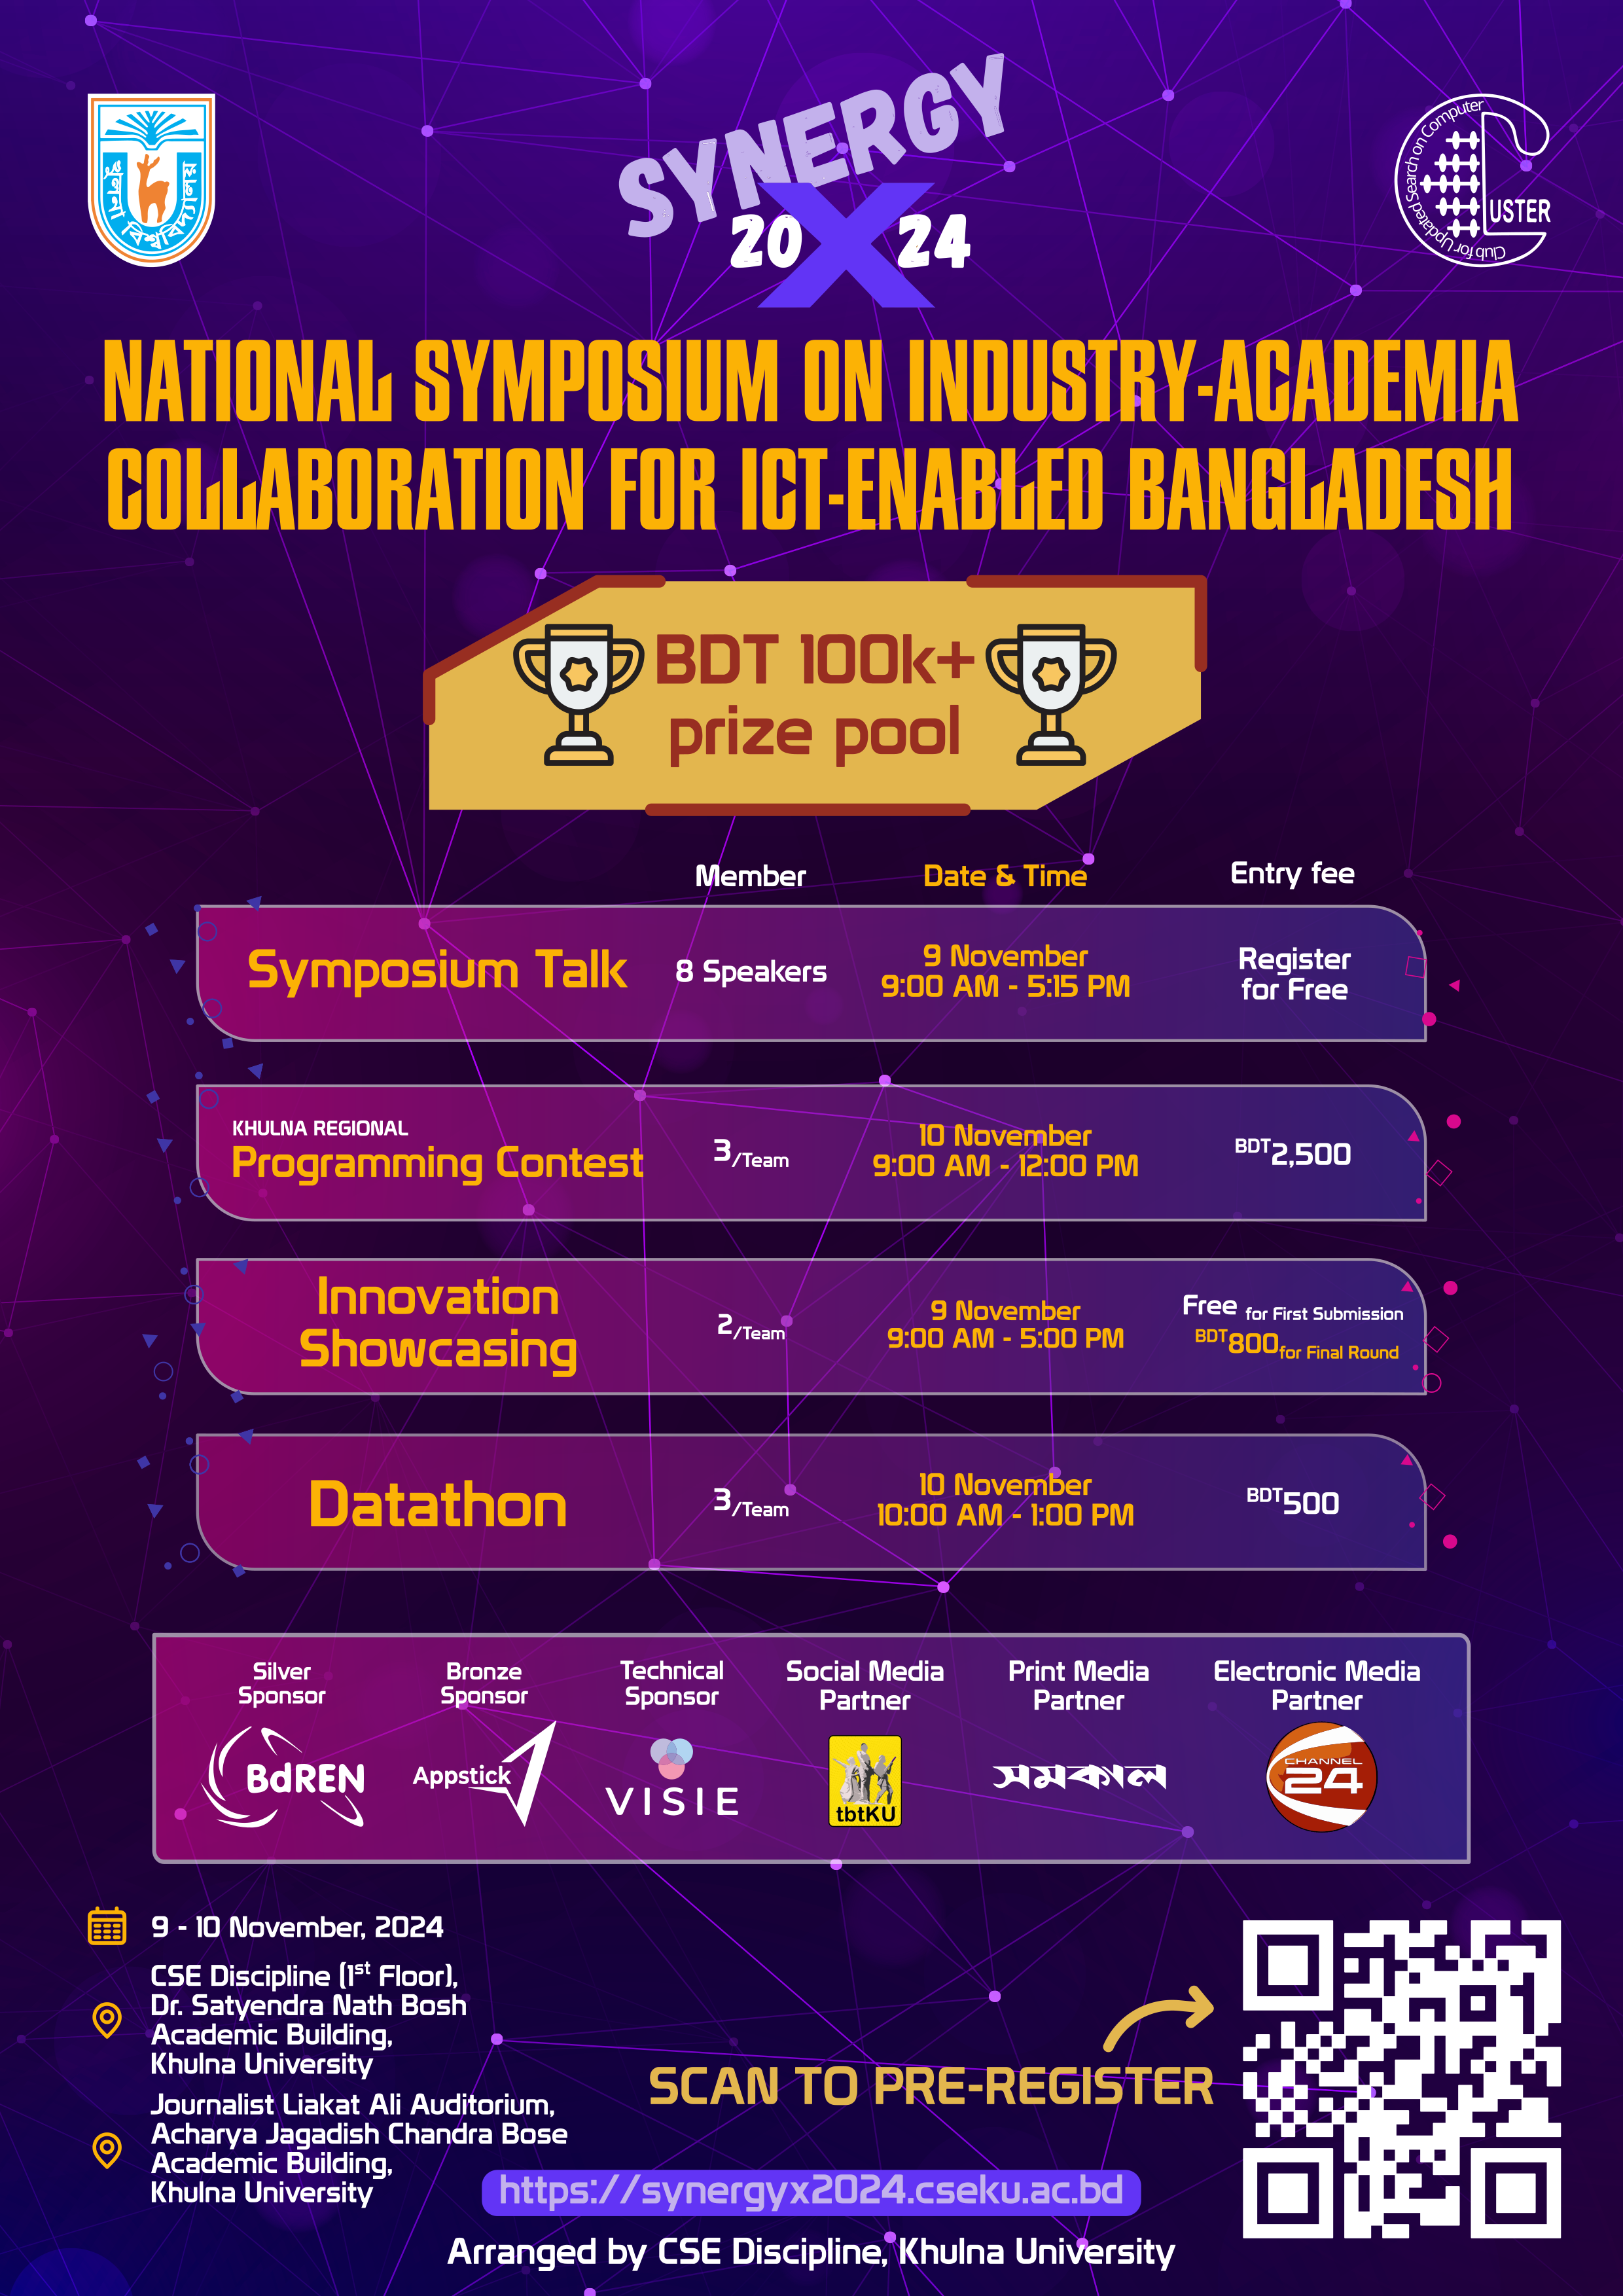 খুলনা বিশ্ববিদ্যালয়
SYNERGY
20X24
Club for Updated Search on Computer
CLUSTER
NATIONAL SYMPOSIUM ON INDUSTRY-ACADEMIA
COLLABORATION FOR ICT-ENABLED BANGLADESH
BDT 100k+
prize pool
Member
Date & Time
Entry fee
Symposium Talk
8 Speakers
9 November
9:00 AM - 5:15 PM
Register
for Free
KHULNA REGIONAL
Programming Contest
3/Team
10 November
9:00 AM - 12:00 PM
BDT2,500
Innovation
Showcasing
2/Team
9 November
9:00 AM - 5:00 PM
Free for First Submission
BDT800for Final Round
Datathon
3/Team
10 November
10:00 AM - 1:00 PM
BDT500
Silver
Sponsor
BdREN
Bronze
Sponsor
Appstick
Technical
Sponsor
VISIE
Social Media
Partner
tbtKU
Print Media
Partner
সমকাল
Electronic Media
Partner
CHANNEL
24
9 - 10 November, 2024
CSE Discipline (1st Floor),
Dr. Satyendra Nath Bosh
Academic Building,
Khulna University
Journalist Liakat Ali Auditorium,
Acharya Jagadish Chandra Bose
Academic Building,
Khulna University
SCAN TO PRE-REGISTER
https://synergyx2024.cseku.ac.bd
Arranged by CSE Discipline, Khulna University